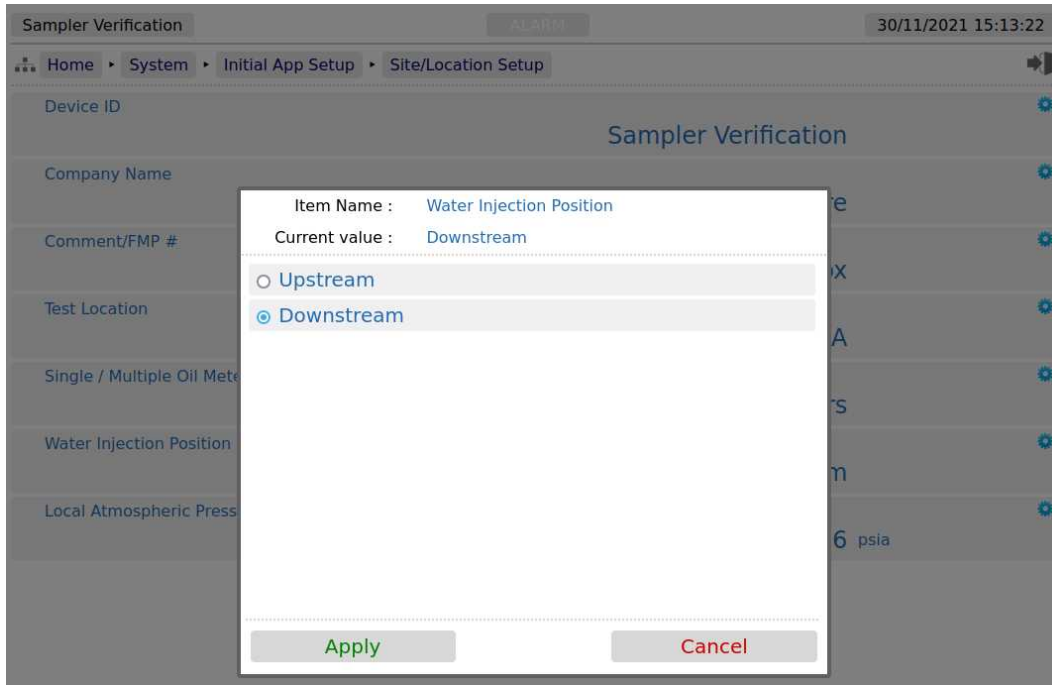 Sampler Verification ALARM 30/11/2021 15:13:22
Home System Initial App Setup Site/Location Setup
Device ID
Sampler Verification
Company Name
Item Name : Water Injection Position
Current value : Downstream
Comment/FMP #
Upstream
Test Location
Downstream
Single / Multiple Oil
Water Injection Position
Local Atmospheric
6 psia
Apply Cancel